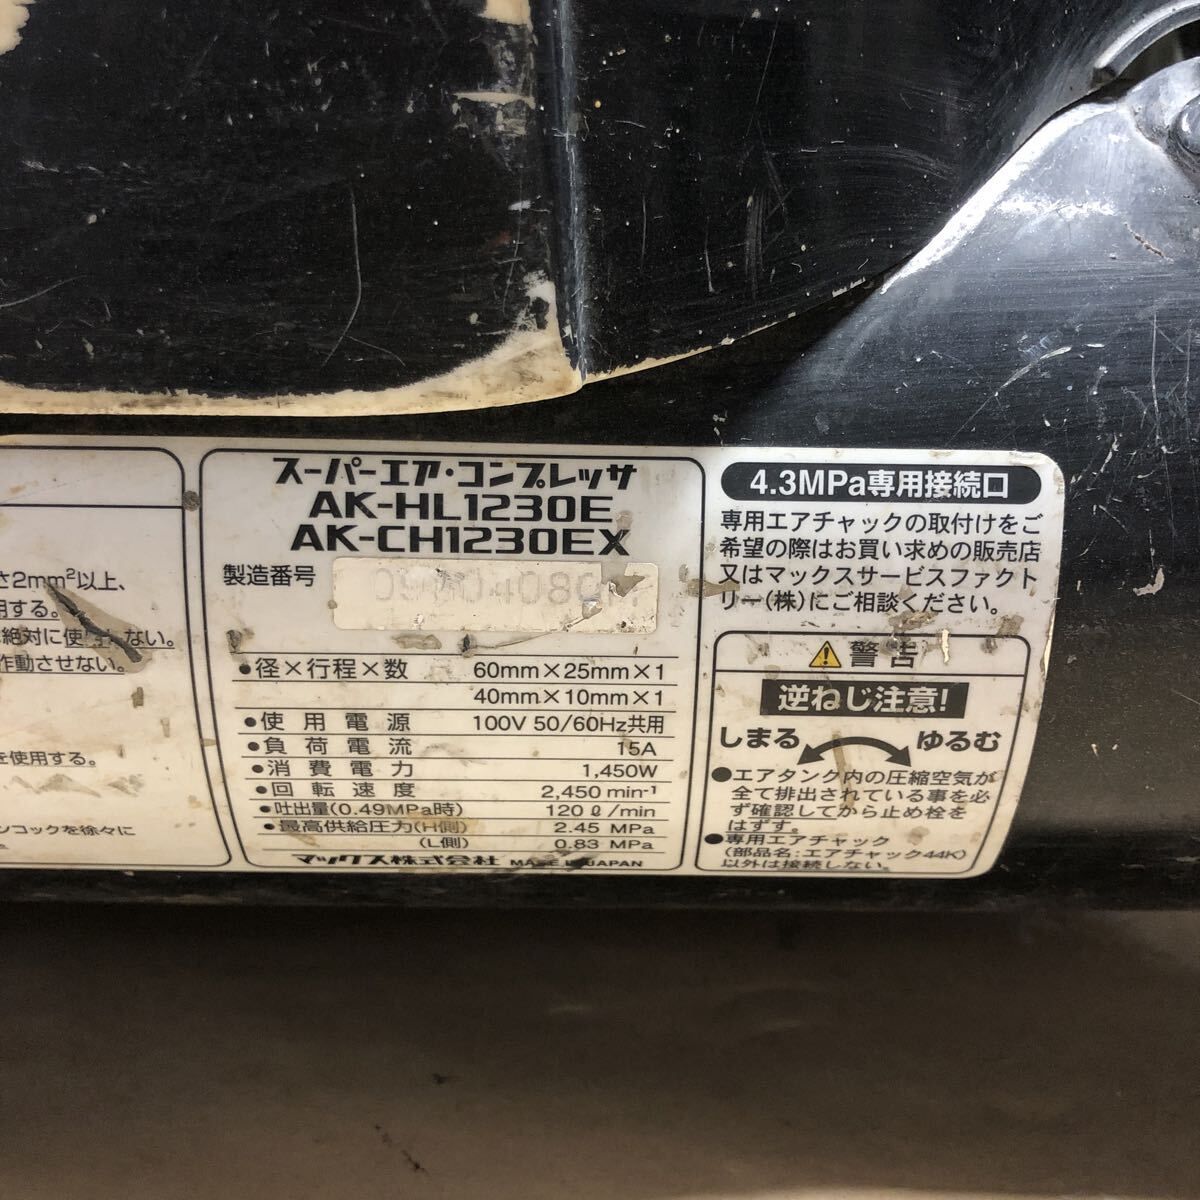 さ2mm²以上、
用する。
絶対に使
ない。
作動させない。
を使用する。
ンコックを徐々に
スーパーエア・コンプレッサ
AK-HL1230E
AK-CH1230EX
製造番号
●径×行程×数 60mm×25mm×1
40mm×10mm×1
●使用電源 100V 50/60Hz共用
●負荷電流 15A
●消費電力 1,450W
●回転速度 2,450 min⁻¹
●吐出量(0.49MPa時) 120ℓ/min
●最高供給圧力(H側) 2.45 MPa
(L側) 0.83 MPa
マックス株式会社 MADE IN JAPAN
4.3MPa専用接続口
専用エアチャックの取付けをご
希望の際はお買い求めの販売店
又はマックスサービスファクト
リー(株)にご相談ください。
警告
逆ねじ注意!
しまる ゆるむ
●エアタンク内の圧縮空気が
全て排出されている事を必
ず確認してから止め栓を
はずす。
●専用エアチャック
(部品名:エアチャック44K)
以外は接続しない。